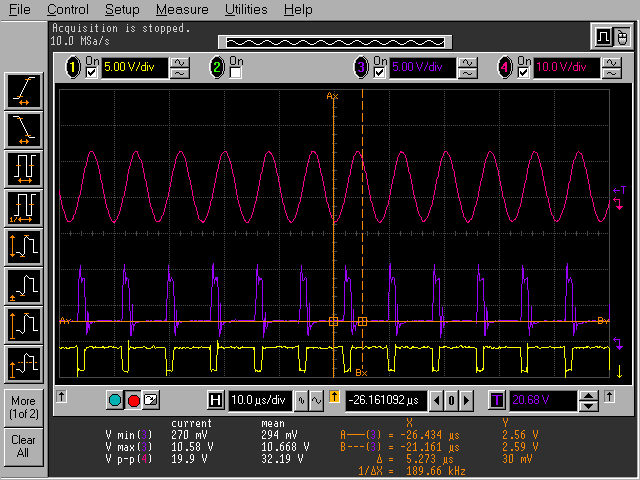 File Control Setup Measure Utilities Help
Acquisition is stopped.
10.0 MSa/s
1 On 5.00 V/div 2 On 3 On 5.00 V/div 4 On 10.0 V/div
Ax
T
Ay By
Bx
More
(1 of 2)
Clear
All
H 10.0 µs/div -26.161092 µs 0 T 20.68 V
current mean X Y
V min(3) 270 mV 294 mV A———(3) = -26.434 µs 2.56 V
V max(3) 10.58 V 10.668 V B---(3) = -21.161 µs 2.59 V
V p-p(4) 19.9 V 32.19 V Δ = 5.273 µs 30 mV
1/ΔX = 189.66 kHz